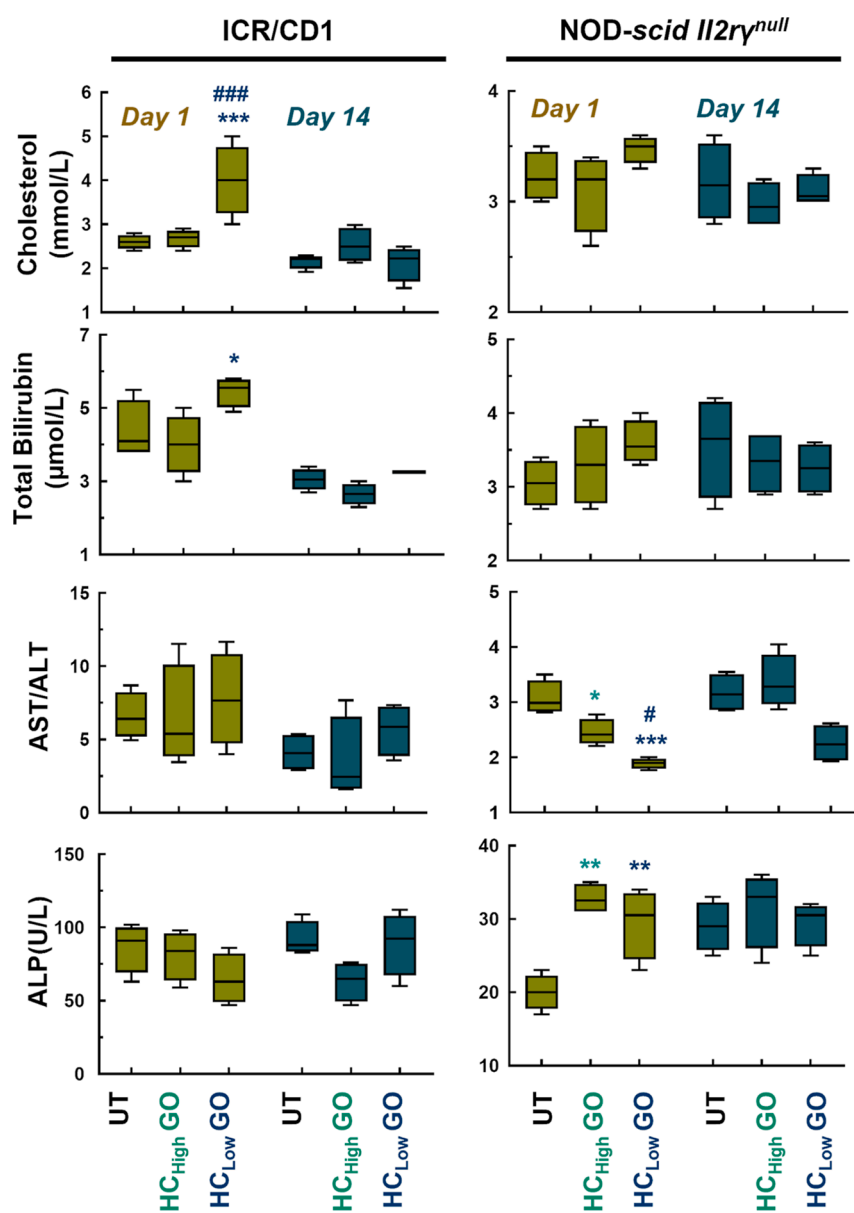 ICR/CD1
NOD-scid Il2rγnull
Day 1
###
***
Day 14
Cholesterol
(mmol/L)
6
5
4
3
2
1
Day 1
Day 14
4
3
2
Total Bilirubin
(μmol/L)
7
5
3
1
*
5
4
3
2
AST/ALT
15
10
5
0
5
4
3
2
1
*
#
***
ALP(U/L)
150
100
50
0
40
30
20
10
**
**
UT
HCHigh GO
HCLow GO
UT
HCHigh GO
HCLow GO
UT
HCHigh GO
HCLow GO
UT
HCHigh GO
HCLow GO